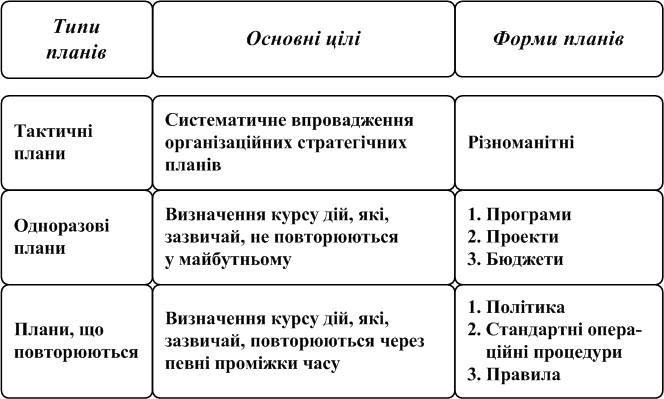 Типи
планів
Основні цілі
Форми планів
Тактичні
плани
Систематичне впровадження
організаційних стратегічних
планів
Різноманітні
Одноразові
плани
Визначення курсу дій, які,
зазвичай, не повторюються
у майбутньому
1. Програми
2. Проекти
3. Бюджети
Плани, що
повторюються
Визначення курсу дій, які,
зазвичай, повторюються через
певні проміжки часу
1. Політика
2. Стандартні опера-
ційні процедури
3. Правила